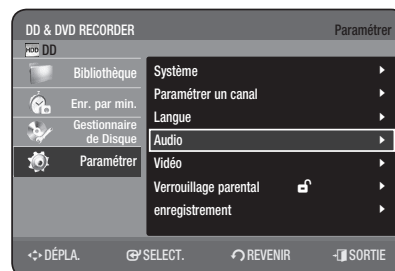 DD & DVD RECORDER
Paramétrer
HDD DD
Bibliothèque
Enr. par min.
Gestionnaire
de Disque
Paramétrer
Système
Paramétrer un canal
Langue
Audio
Vidéo
Verrouillage parental
enregistrement
DÉPLA. SELECT. REVENIR SORTIE